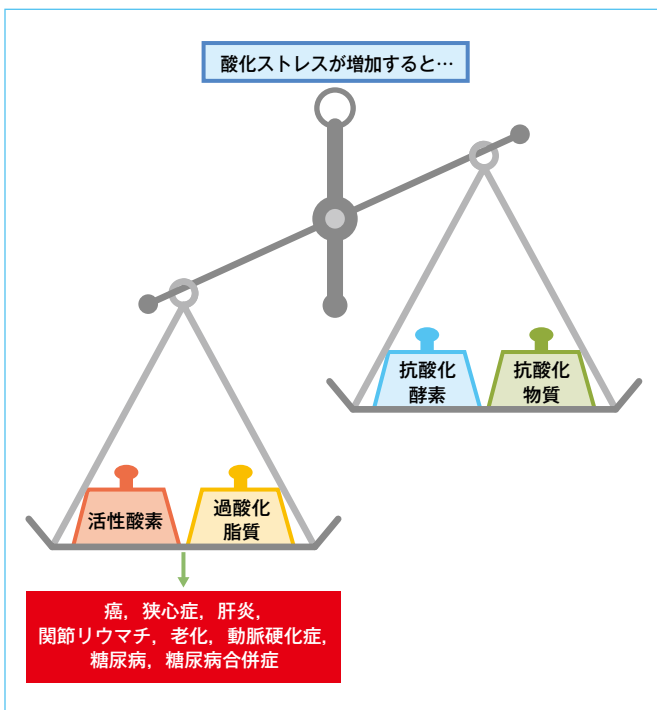 酸化ストレスが増加すると…
抗酸化
酵素
抗酸化
物質
活性酸素
過酸化
脂質
癌，狭心症，肝炎，
関節リウマチ，老化，動脈硬化症，
糖尿病，糖尿病合併症